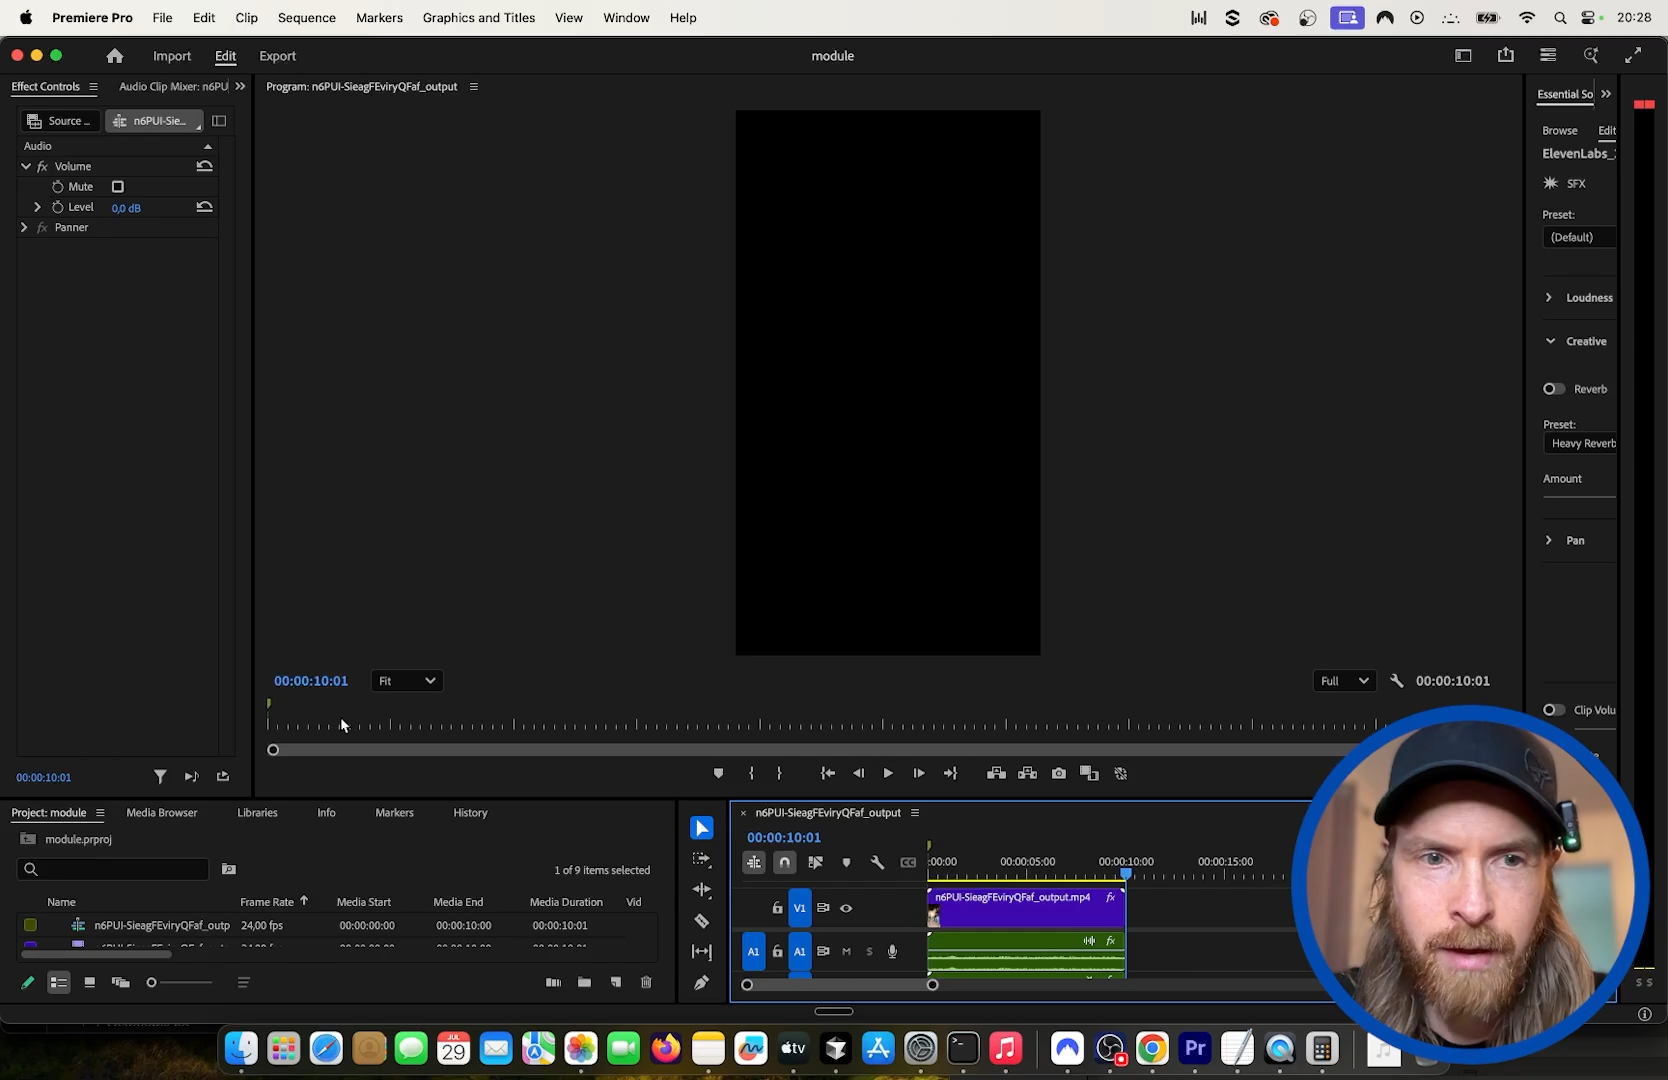 Premiere Pro File Edit Clip Sequence Markers Graphics and Titles View Window Help 20:28
Import Edit Export module
Effect Controls Audio Clip Mixer: n6PU
Program: n6PUI-SieagFEviryQFaf_output
Essential So
Source ... n6PUI-Sie...
Browse Edit
Audio
ElevenLabs_
fx Volume
Mute
SFX
Level 0,0 dB
Preset:
fx Panner
(Default)
Loudness
Creative
Reverb
Preset:
Heavy Reverb
Amount
Pan
00:00:10:01 Fit Full 00:00:10:01
Clip Volu
00:00:10:01
Project: module Media Browser Libraries Info Markers History
n6PUI-SieagFEviryQFaf_output
module.prproj
00:00:10:01
1 of 9 items selected
:00:00 00:00:05:00 00:00:10:00 00:00:15:00
Name Frame Rate Media Start Media End Media Duration Vid
n6PUI-SieagFEviryQFaf_outp 24,00 fps 00:00:00:00 00:00:10:00 00:00:10:01
V1 n6PUI-SieagFEviryQFaf_output.mp4 fx
A1 A1 M S fx
S S
JUL
29
tv
Pr